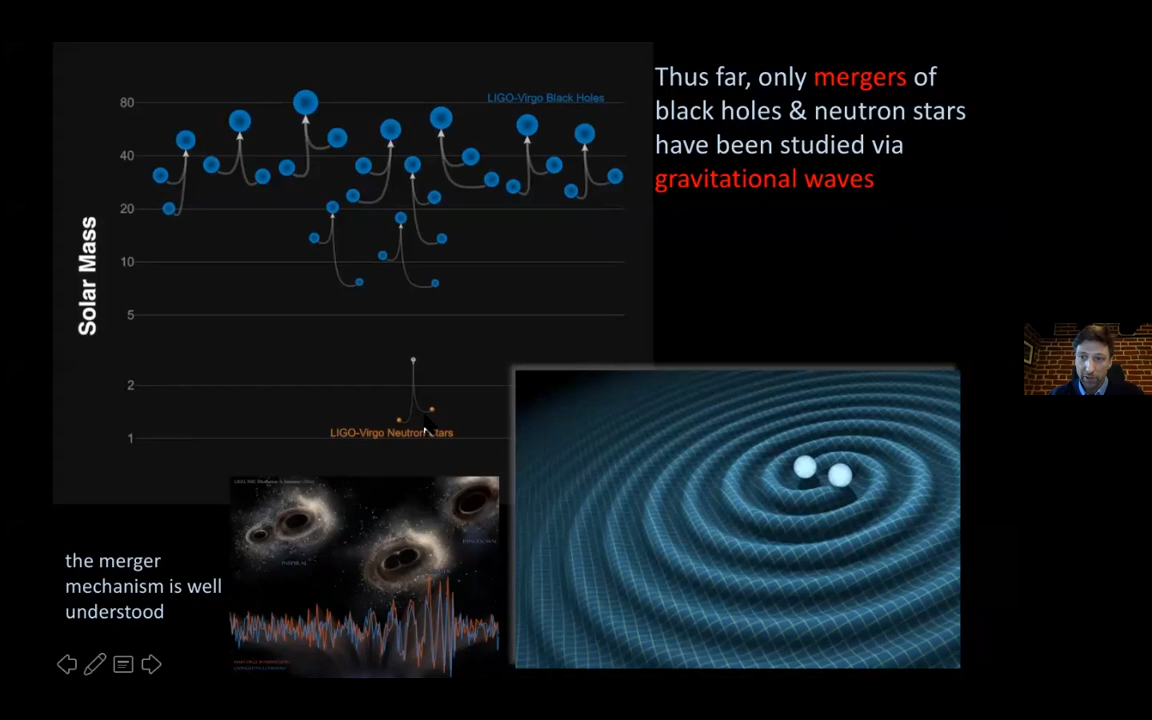 Thus far, only mergers of
black holes & neutron stars
have been studied via
gravitational waves
LIGO-Virgo Black Holes
80
40
20
10
5
2
1
Solar Mass
LIGO-Virgo Neutron Stars
the merger
mechanism is well
understood
INSPIRAL